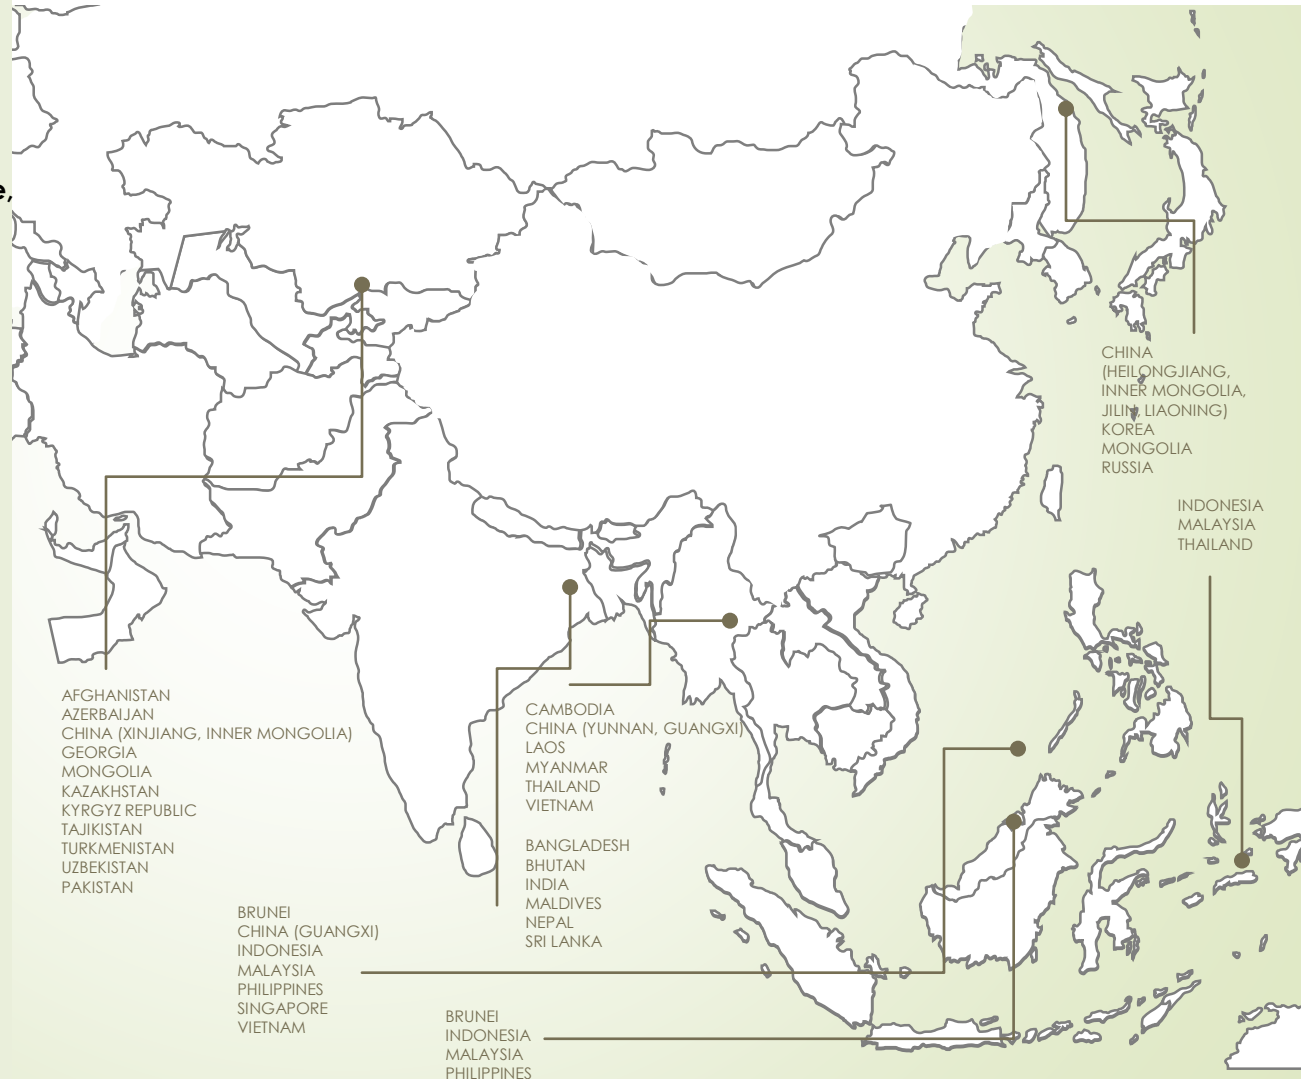 e,
CHINA
(HEILONGJIANG,
INNER MONGOLIA,
JILIN, LIAONING)
KOREA
MONGOLIA
RUSSIA
INDONESIA
MALAYSIA
THAILAND
AFGHANISTAN
AZERBAIJAN
CHINA (XINJIANG, INNER MONGOLIA)
GEORGIA
MONGOLIA
KAZAKHSTAN
KYRGYZ REPUBLIC
TAJIKISTAN
TURKMENISTAN
UZBEKISTAN
PAKISTAN
CAMBODIA
CHINA (YUNNAN, GUANGXI)
LAOS
MYANMAR
THAILAND
VIETNAM
BANGLADESH
BHUTAN
INDIA
MALDIVES
NEPAL
SRI LANKA
BRUNEI
CHINA (GUANGXI)
INDONESIA
MALAYSIA
PHILIPPINES
SINGAPORE
VIETNAM
BRUNEI
INDONESIA
MALAYSIA
PHILIPPINES